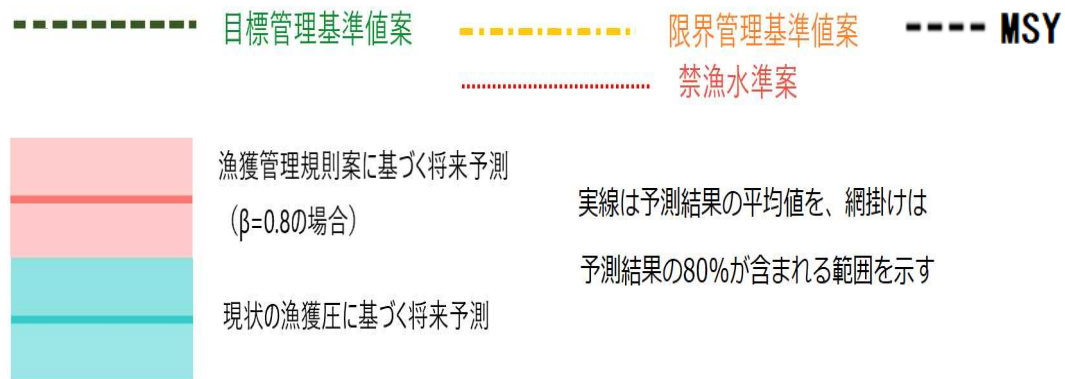 目標管理基準値案
限界管理基準値案
MSY
禁漁水準案
漁獲管理規則案に基づく将来予測
（β=0.8の場合）
現状の漁獲圧に基づく将来予測
実線は予測結果の平均値を、網掛けは
予測結果の80%が含まれる範囲を示す